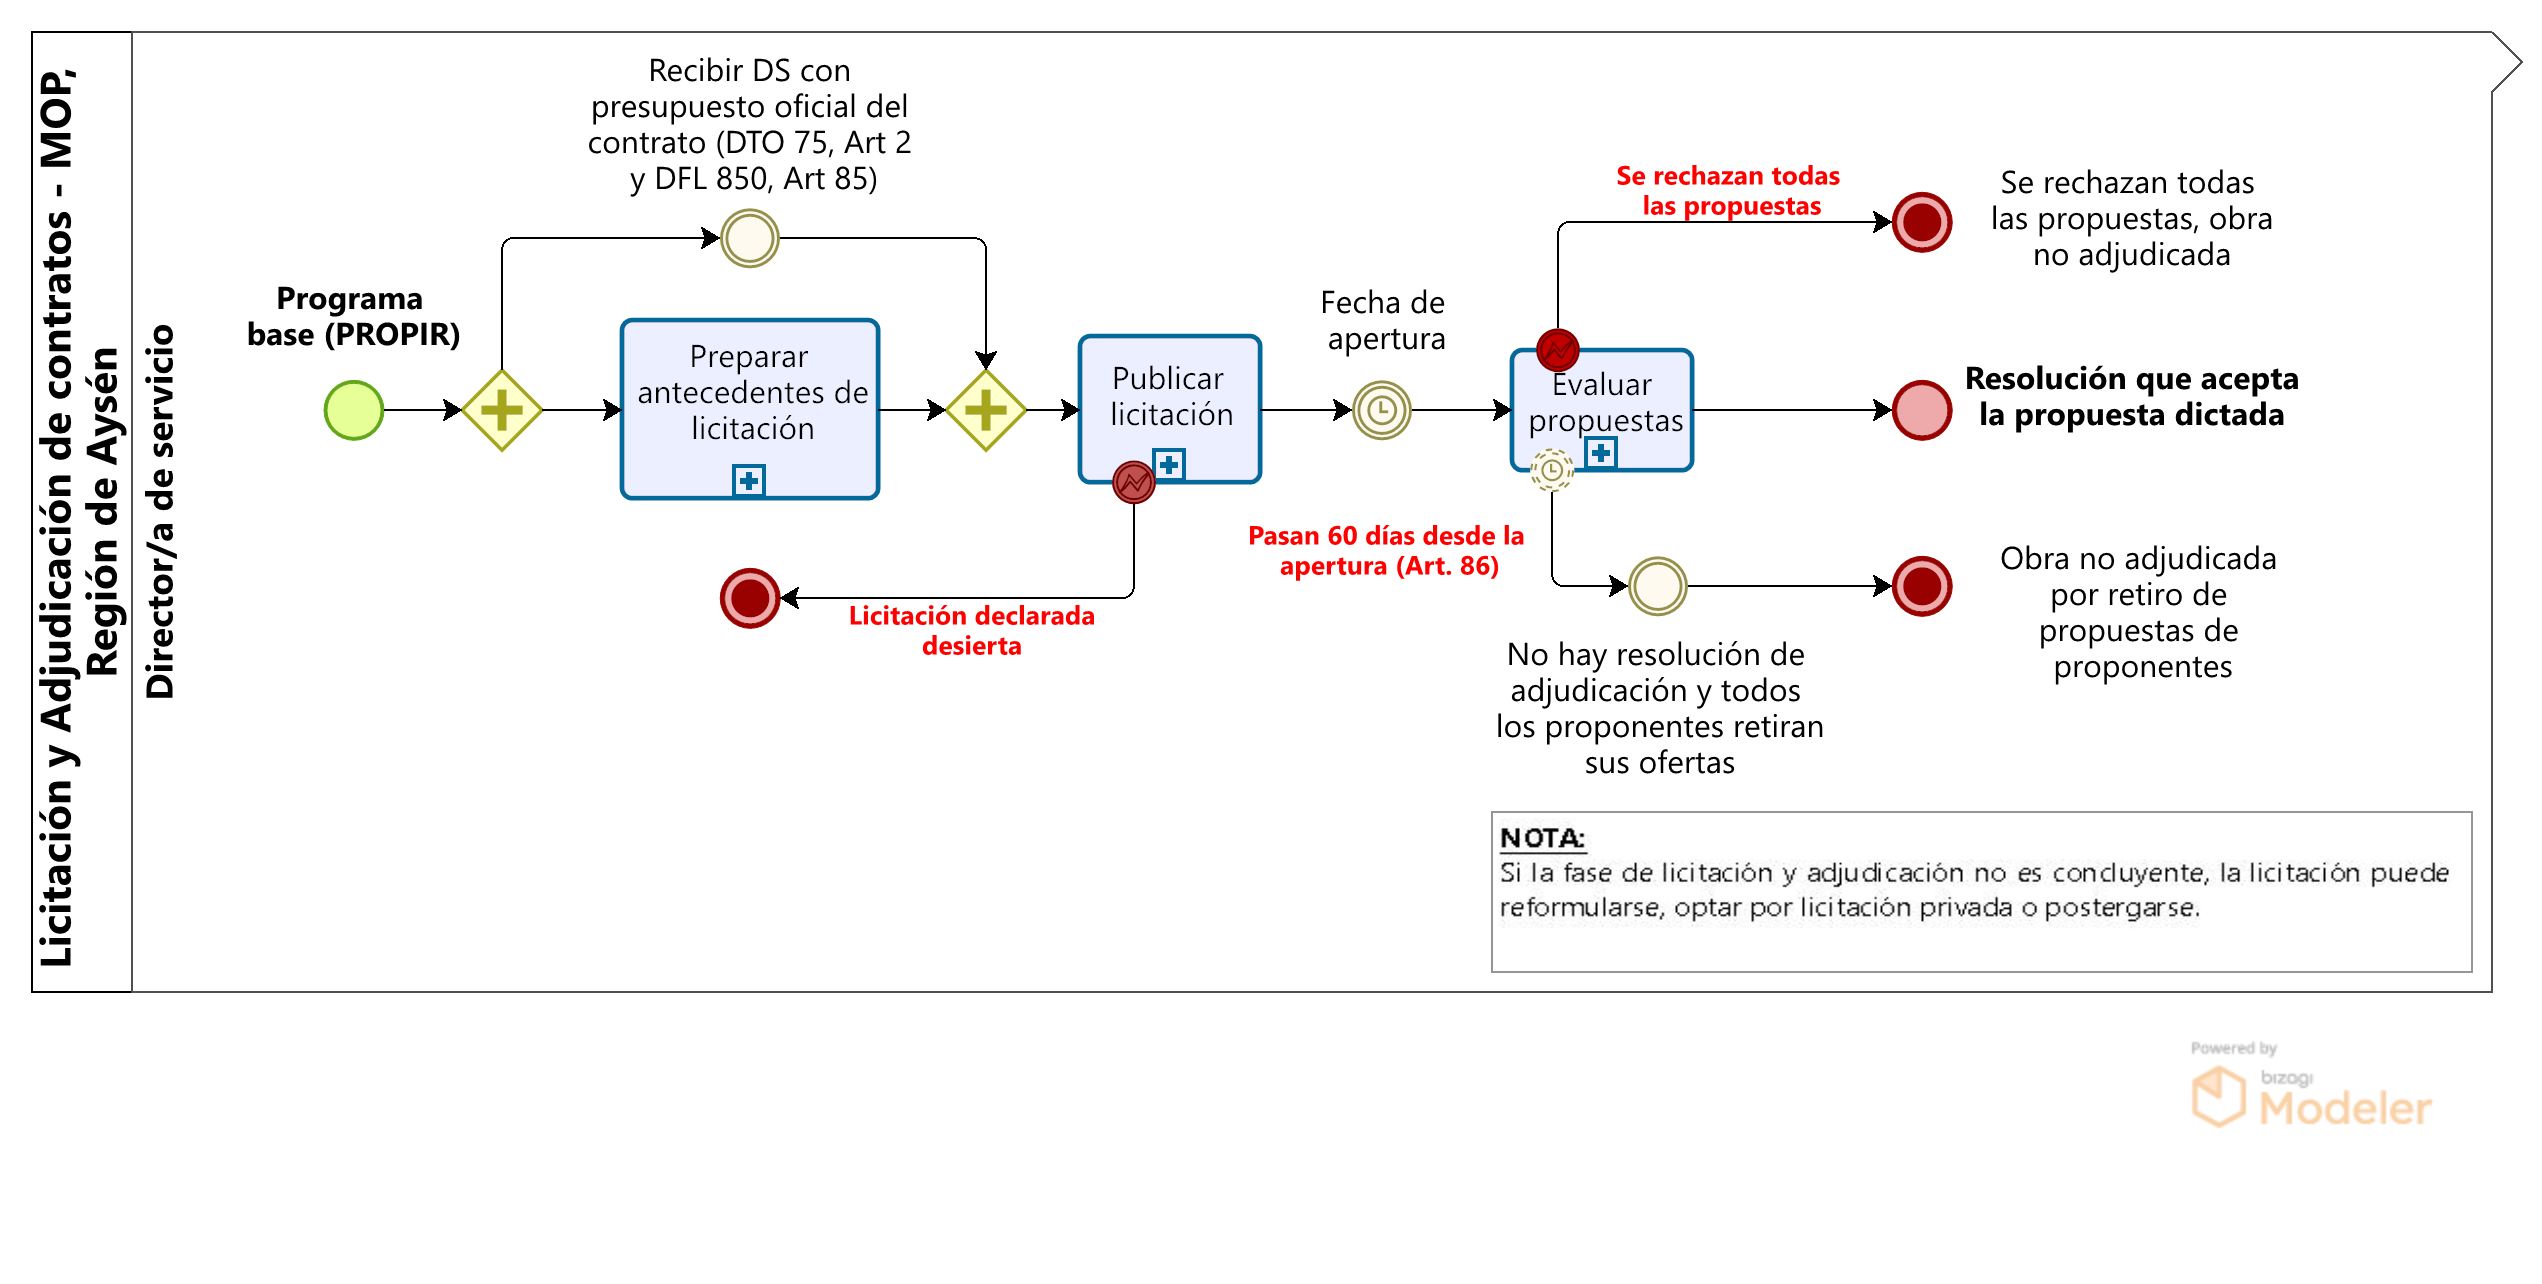 Licitación y Adjudicación de contratos - MOP,
Región de Aysén
Director/a de servicio
Programa
base (PROPIR)
Recibir DS con
presupuesto oficial del
contrato (DTO 75, Art 2
y DFL 850, Art 85)
Preparar
antecedentes de
licitación
Publicar
licitación
Licitación declarada
desierta
Fecha de
apertura
Evaluar
propuestas
Se rechazan todas
las propuestas
Se rechazan todas
las propuestas, obra
no adjudicada
Resolución que acepta
la propuesta dictada
Pasan 60 días desde la
apertura (Art. 86)
No hay resolución de
adjudicación y todos
los proponentes retiran
sus ofertas
Obra no adjudicada
por retiro de
propuestas de
proponentes
NOTA:
Si la fase de licitación y adjudicación no es concluyente, la licitación puede
reformularse, optar por licitación privada o postergarse.
Powered by
bizagi
Modeler